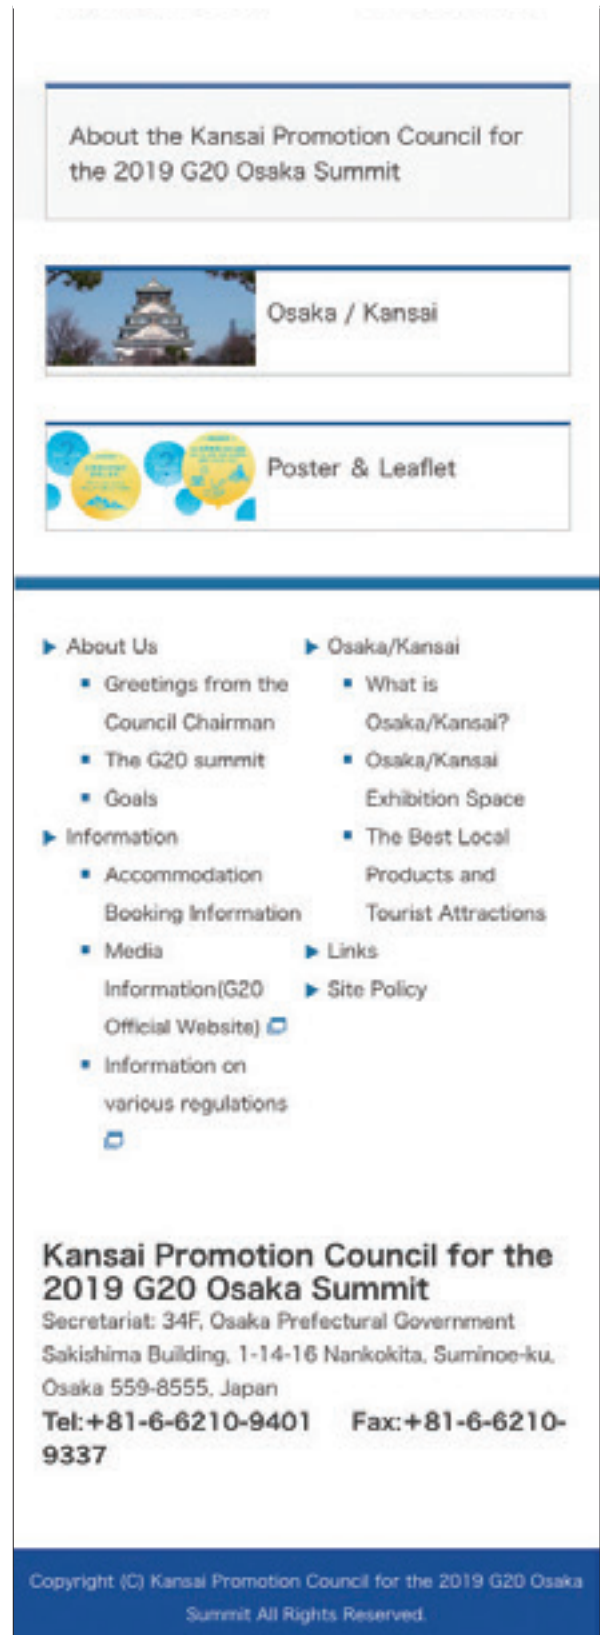 About the Kansai Promotion Council for
the 2019 G20 Osaka Summit
Osaka / Kansai
Poster & Leaflet
About Us
Greetings from the
Council Chairman
The G20 summit
Goals
Information
Accommodation
Booking Information
Media
Information(G20
Official Website)
Information on
various regulations
Osaka/Kansai
What is
Osaka/Kansai?
Osaka/Kansai
Exhibition Space
The Best Local
Products and
Tourist Attractions
Links
Site Policy
Kansai Promotion Council for the
2019 G20 Osaka Summit
Secretariat: 34F, Osaka Prefectural Government
Sakishima Building, 1-14-16 Nankokita, Suminoe-ku,
Osaka 559-8555, Japan
Tel:+81-6-6210-9401 Fax:+81-6-6210-
9337
Copyright (C) Kansai Promotion Council for the 2019 G20 Osaka
Summit All Rights Reserved.